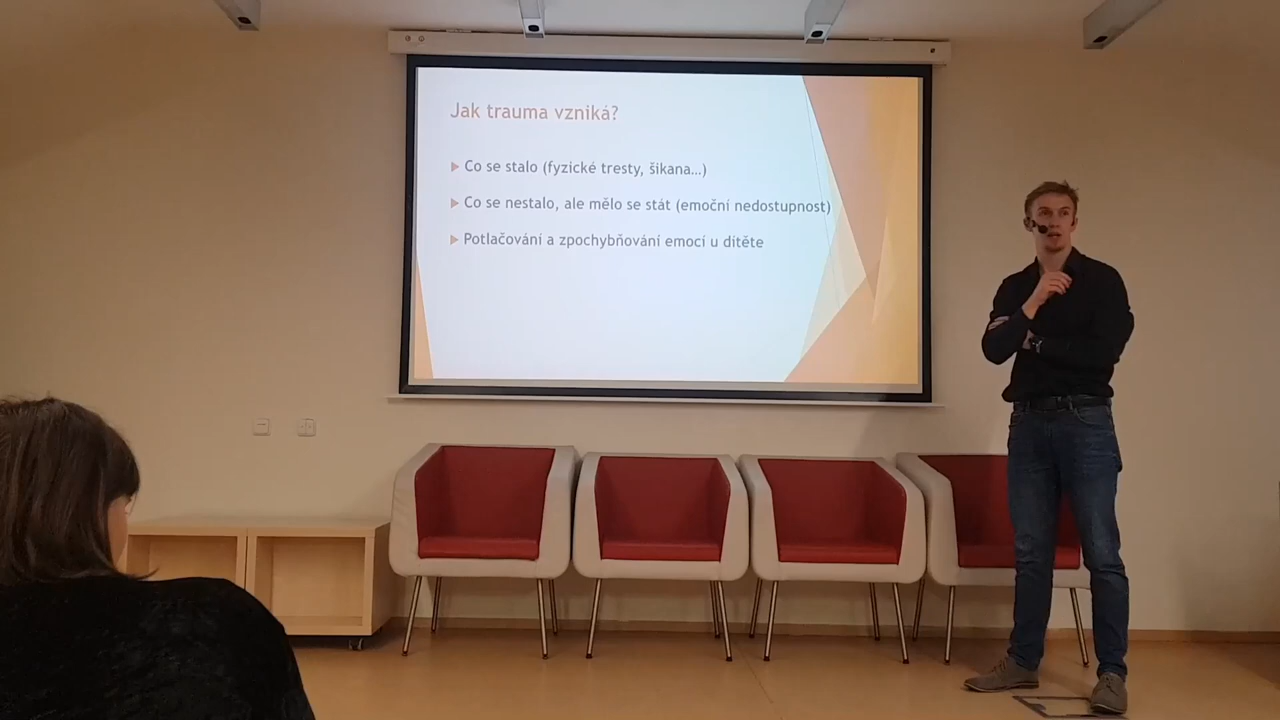 Jak trauma vzniká?
Co se stalo (fyzické tresty, šikana...)
Co se nestalo, ale mělo se stát (emoční nedostupnost)
Potlačování a zpochybňování emocí u dítěte